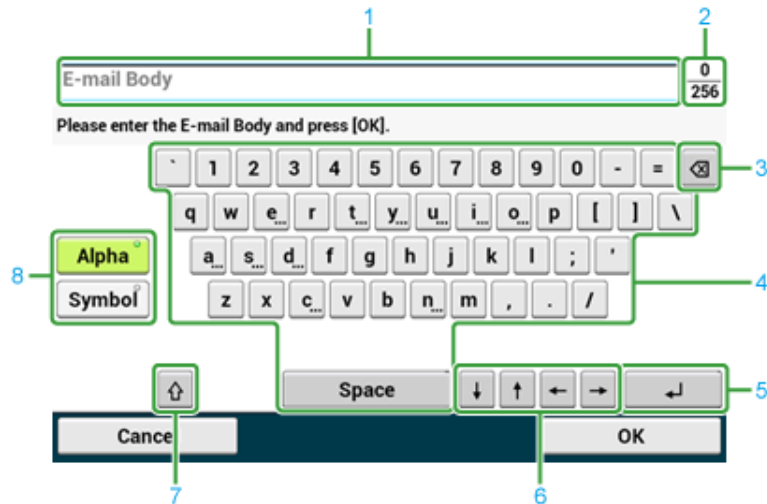 1 2
E-mail Body 0
256
Please enter the E-mail Body and press [OK].
` 1 2 3 4 5 6 7 8 9 0 - = 3
q w e... r t... y... u... i... o... p [ ] \
Alpha a... s... d... f g h j k l ; '
8 4
Symbol z x c... v b n... m , . /
Space ↓ ↑ ← → ↵ 5
Cancel OK
7 6